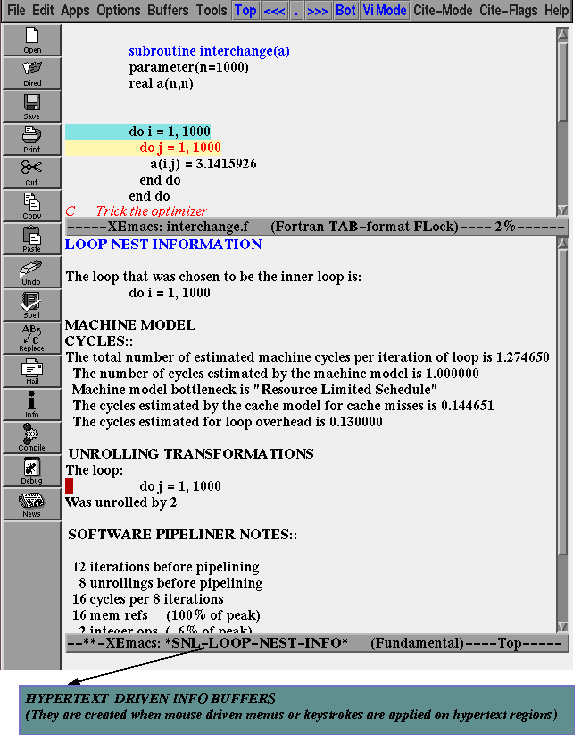 File Edit Apps Options Buffers Tools Top <<< . >>> Bot Vi Mode Cite-Mode Cite-Flags Help
Open
Dired
Save
Print
Cut
Copy
Paste
Undo
Spell
ABç
C
Replace
Mail
Info
Compile
Debug
News
subroutine interchange(a)
parameter(n=1000)
real a(n,n)
do i = 1, 1000
do j = 1, 1000
a(i,j) = 3.1415926
end do
end do
C Trick the optimizer
------XEmacs: interchange.f (Fortran TAB-format FLock)----2%------
LOOP NEST INFORMATION
The loop that was chosen to be the inner loop is:
do i = 1, 1000
MACHINE MODEL
CYCLES::
The total number of estimated machine cycles per iteration of loop is 1.274650
The number of cycles estimated by the machine model is 1.000000
Machine model bottleneck is "Resource Limited Schedule"
The cycles estimated by the cache model for cache misses is 0.144651
The cycles estimated for loop overhead is 0.130000
UNROLLING TRANSFORMATIONS
The loop:
do j = 1, 1000
Was unrolled by 2
SOFTWARE PIPELINER NOTES::
12 iterations before pipelining
8 unrollings before pipelining
16 cycles per 8 iterations
16 mem refs (100% of peak)
2 integer ops ( 6% of peak)
--**-XEmacs: *SNL-LOOP-NEST-INFO* (Fundamental)----Top-----
HYPERTEXT DRIVEN INFO BUFFERS
(They are created when mouse driven menus or keystrokes are applied on hypertext regions)